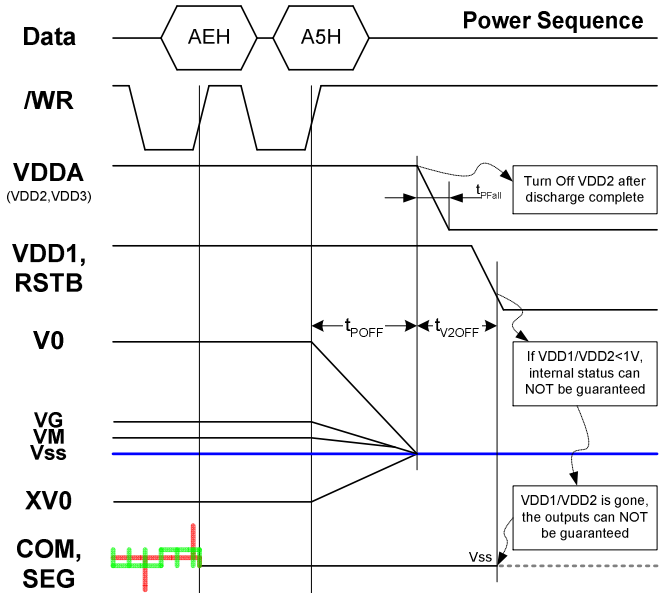 Power Sequence
Data
AEH
A5H
/WR
VDDA
(VDD2,VDD3)
tPFall
Turn Off VDD2 after
discharge complete
VDD1,
RSTB
tPOFF
tV2OFF
V0
If VDD1/VDD2<1V,
internal status can
NOT be guaranteed
VG
VM
Vss
XV0
VDD1/VDD2 is gone,
the outputs can NOT
be guaranteed
COM,
SEG
Vss